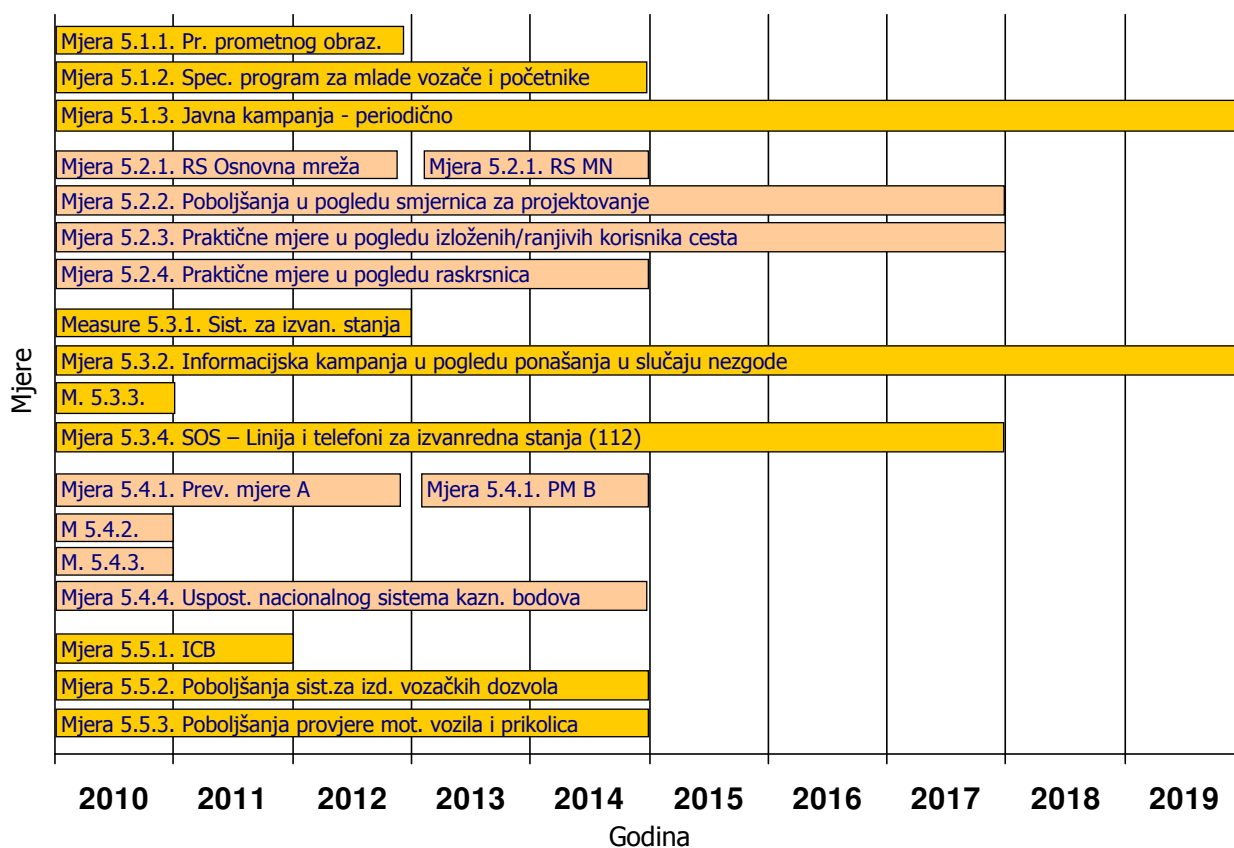 Mjera 5.1.1. Pr. prometnog obraz.
Mjera 5.1.2. Spec. program za mlade vozače i početnike
Mjera 5.1.3. Javna kampanja - periodično
Mjera 5.2.1. RS Osnovna mreža Mjera 5.2.1. RS MN
Mjera 5.2.2. Poboljšanja u pogledu smjernica za projektovanje
Mjera 5.2.3. Praktične mjere u pogledu izloženih/ranjivih korisnika cesta
Mjera 5.2.4. Praktične mjere u pogledu raskrsnica
Measure 5.3.1. Sist. za izvan. stanja
Mjera 5.3.2. Informacijska kampanja u pogledu ponašanja u slučaju nezgode
M. 5.3.3.
Mjera 5.3.4. SOS – Linija i telefoni za izvanredna stanja (112)
Mjera 5.4.1. Prev. mjere A Mjera 5.4.1. PM B
M 5.4.2.
M. 5.4.3.
Mjera 5.4.4. Uspost. nacionalnog sistema kazn. bodova
Mjera 5.5.1. ICB
Mjera 5.5.2. Poboljšanja sist.za izd. vozačkih dozvola
Mjera 5.5.3. Poboljšanja provjere mot. vozila i prikolica
Mjere
2010 2011 2012 2013 2014 2015 2016 2017 2018 2019
Godina